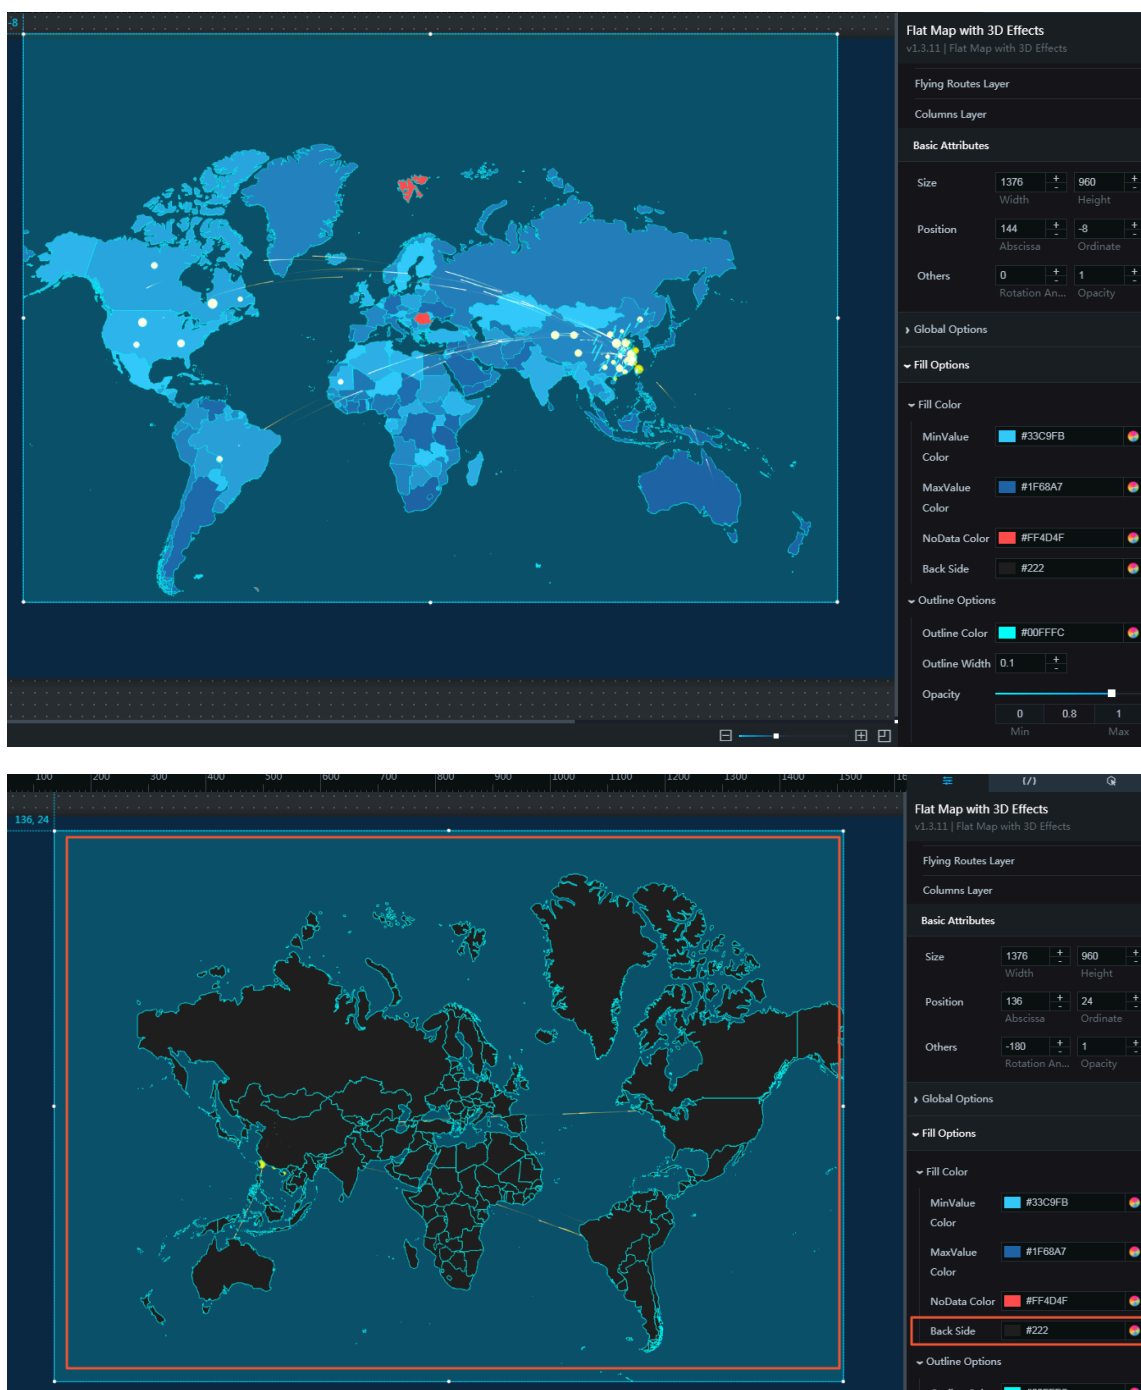 -8
Flat Map with 3D Effects
v1.3.11 | Flat Map with 3D Effects
Flying Routes Layer
Columns Layer
Basic Attributes
Size 1376 + - 960 + -
Width Height
Position 144 + - -8 + -
Abscissa Ordinate
Others 0 + - 1 + -
Rotation An... Opacity
Global Options
Fill Options
Fill Color
MinValue Color #33C9FB
MaxValue Color #1F68A7
NoData Color #FF4D4F
Back Side #222
Outline Options
Outline Color #00FFFC
Outline Width 0.1 + -
Opacity
0 0.8 1
Min Max
100 200 300 400 500 600 700 800 900 1000 1100 1200 1300 1400 1500 16
136, 24
Flat Map with 3D Effects
v1.3.11 | Flat Map with 3D Effects
Flying Routes Layer
Columns Layer
Basic Attributes
Size 1376 + - 960 + -
Width Height
Position 136 + - 24 + -
Abscissa Ordinate
Others -180 + - 1 + -
Rotation An... Opacity
Global Options
Fill Options
Fill Color
MinValue Color #33C9FB
MaxValue Color #1F68A7
NoData Color #FF4D4F
Back Side #222
Outline Options